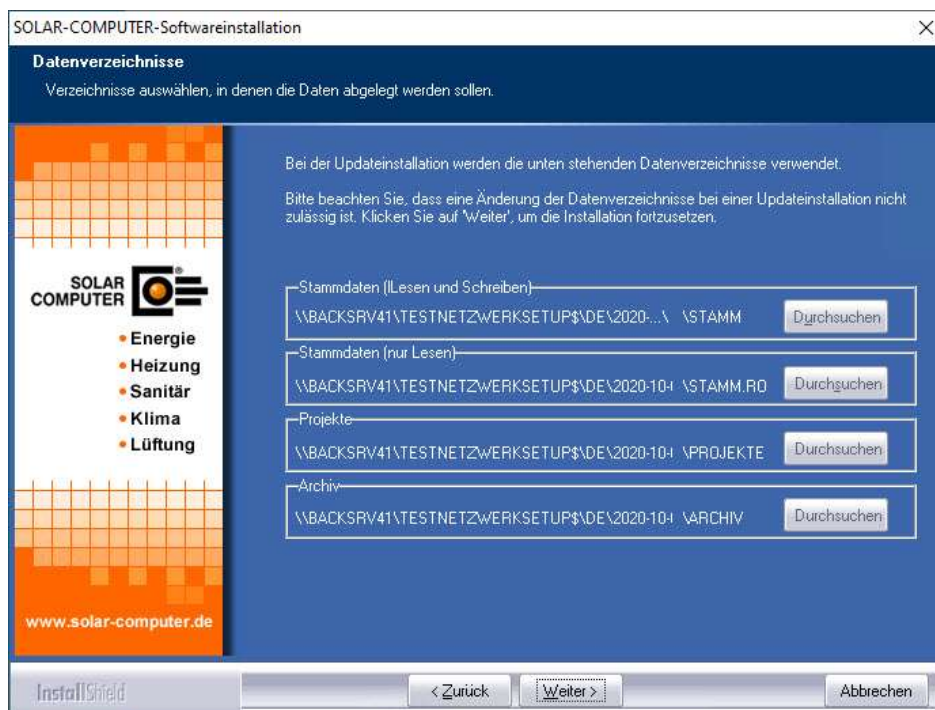 SOLAR-COMPUTER-Softwareinstallation
Datenverzeichnisse
Verzeichnisse auswählen, in denen die Daten abgelegt werden sollen.
Bei der Updateinstallation werden die unten stehenden Datenverzeichnisse verwendet.
Bitte beachten Sie, dass eine Änderung der Datenverzeichnisse bei einer Updateinstallation nicht
zulässig ist. Klicken Sie auf 'Weiter', um die Installation fortzusetzen.
SOLAR
COMPUTER
®
• Energie
• Heizung
• Sanitär
• Klima
• Lüftung
www.solar-computer.de
Stammdaten (lLesen und Schreiben)
\\BACKSRV41\TESTNETZWERKSETUP$\DE\2020-...\ \STAMM
Durchsuchen
Stammdaten (nur Lesen)
\\BACKSRV41\TESTNETZWERKSETUP$\DE\2020-10-( \STAMM.RO
Durchsuchen
Projekte
\\BACKSRV41\TESTNETZWERKSETUP$\DE\2020-10-( \PROJEKTE
Durchsuchen
Archiv
\\BACKSRV41\TESTNETZWERKSETUP$\DE\2020-10-( \ARCHIV
Durchsuchen
InstallShield
< Zurück
Weiter >
Abbrechen